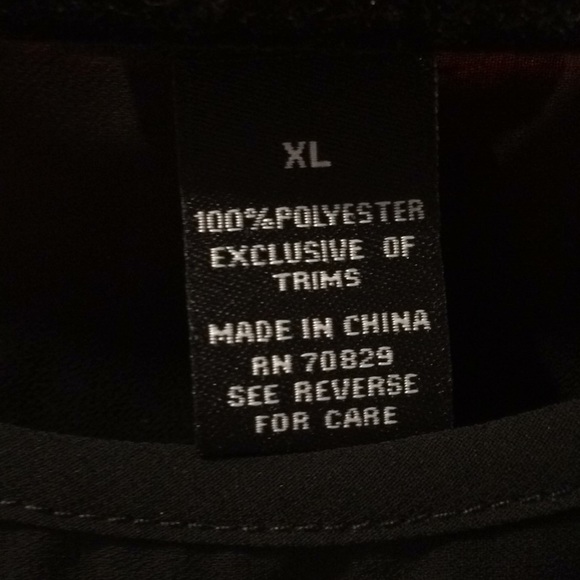 XL
100%POLYESTER
EXCLUSIVE OF
TRIMS
MADE IN CHINA
RN 70829
SEE REVERSE
FOR CARE